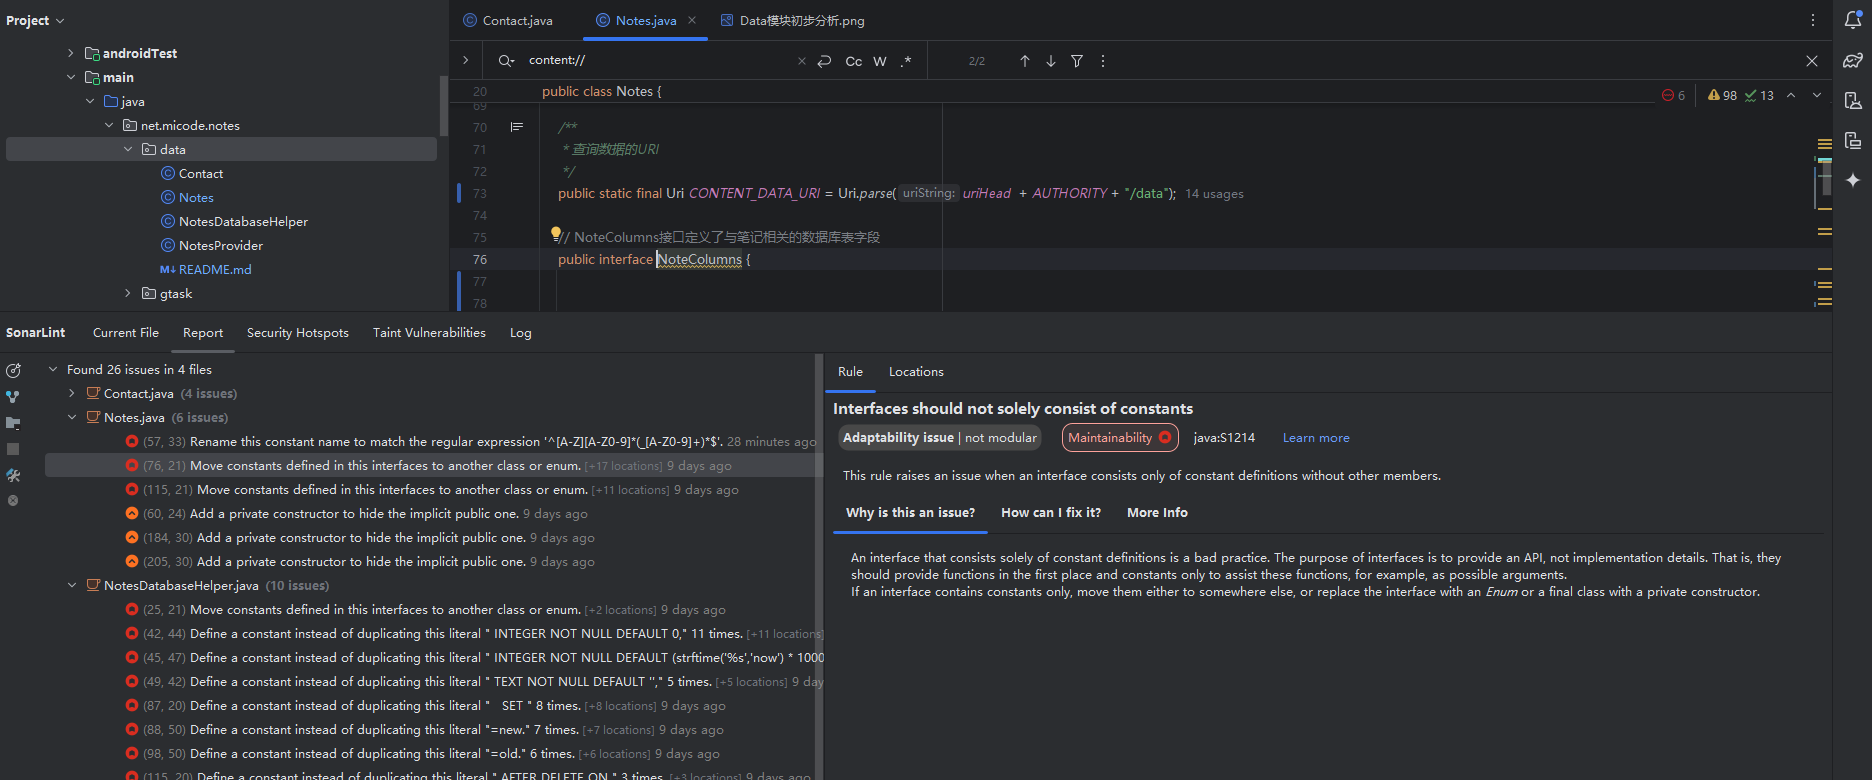 Project
androidTest
main
java
net.micode.notes
data
Contact
Notes
NotesDatabaseHelper
NotesProvider
M↓ README.md
gtask
Contact.java
Notes.java
Data模块初步分析.png
content://
Cc W .*
2/2
20 public class Notes {
6 98 13
69
70 /**
71 * 查询数据的URI
72 */
73 public static final Uri CONTENT_DATA_URI = Uri.parse( uriString: uriHead + AUTHORITY + "/data"); 14 usages
74
75 // NoteColumns接口定义了与笔记相关的数据库表字段
76 public interface NoteColumns {
77
78
SonarLint Current File Report Security Hotspots Taint Vulnerabilities Log
Found 26 issues in 4 files
Contact.java (4 issues)
Notes.java (6 issues)
(57, 33) Rename this constant name to match the regular expression '^[A-Z][A-Z0-9]*(_[A-Z0-9]+)*$'. 28 minutes ago
(76, 21) Move constants defined in this interfaces to another class or enum. [+17 locations] 9 days ago
(115, 21) Move constants defined in this interfaces to another class or enum. [+11 locations] 9 days ago
(60, 24) Add a private constructor to hide the implicit public one. 9 days ago
(184, 30) Add a private constructor to hide the implicit public one. 9 days ago
(205, 30) Add a private constructor to hide the implicit public one. 9 days ago
NotesDatabaseHelper.java (10 issues)
(25, 21) Move constants defined in this interfaces to another class or enum. [+2 locations] 9 days ago
(42, 44) Define a constant instead of duplicating this literal " INTEGER NOT NULL DEFAULT 0," 11 times. [+11 locations]
(45, 47) Define a constant instead of duplicating this literal " INTEGER NOT NULL DEFAULT (strftime('%s','now') * 1000
(49, 42) Define a constant instead of duplicating this literal " TEXT NOT NULL DEFAULT ''," 5 times. [+5 locations] 9 day
(87, 20) Define a constant instead of duplicating this literal "   SET " 8 times. [+8 locations] 9 days ago
(88, 50) Define a constant instead of duplicating this literal "=new." 7 times. [+7 locations] 9 days ago
(98, 50) Define a constant instead of duplicating this literal "=old." 6 times. [+6 locations] 9 days ago
(115, 20) Define a constant instead of duplicating this literal " AFTER DELETE ON " 3 times. [+3 locations] 9 days ago
Rule Locations
Interfaces should not solely consist of constants
Adaptability issue | not modular Maintainability java:S1214 Learn more
This rule raises an issue when an interface consists only of constant definitions without other members.
Why is this an issue? How can I fix it? More Info
An interface that consists solely of constant definitions is a bad practice. The purpose of interfaces is to provide an API, not implementation details. That is, they
should provide functions in the first place and constants only to assist these functions, for example, as possible arguments.
If an interface contains constants only, move them either to somewhere else, or replace the interface with an Enum or a final class with a private constructor.